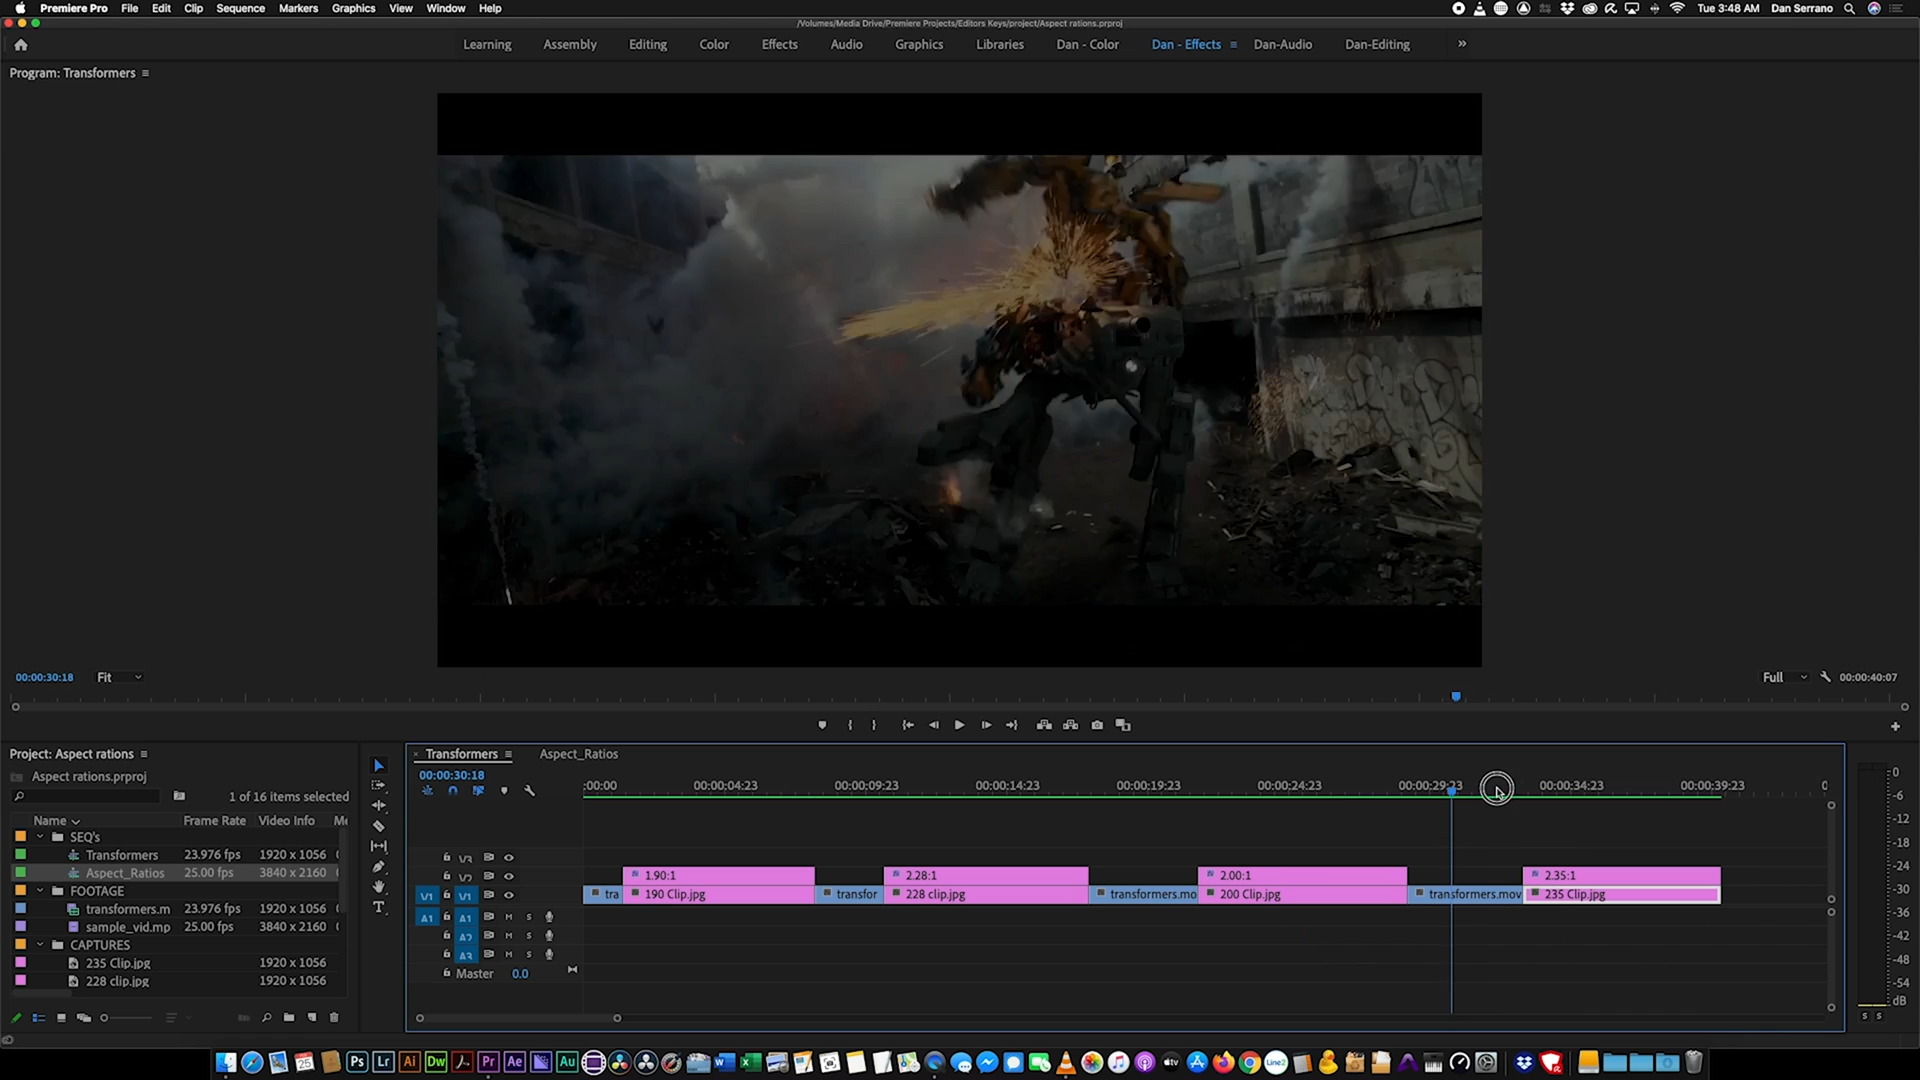 Premiere Pro File Edit Clip Sequence Markers Graphics View Window Help Tue 3:48 AM Dan Serrano
/Volumes/Media Drive/Premiere Projects/Editors Keys/project/Aspect rations.prproj
Learning Assembly Editing Color Effects Audio Graphics Libraries Dan - Color Dan - Effects Dan-Audio Dan-Editing
Program: Transformers
00:00:30:18 Fit Full 00:00:40:07
Project: Aspect rations
Aspect rations.prproj
1 of 16 items selected
Name Frame Rate Video Info Me
SEQ's
Transformers 23.976 fps 1920 x 1056
Aspect_Ratios 25.00 fps 3840 x 2160
FOOTAGE
transformers.m 23.976 fps 1920 x 1056
sample_vid.mp 25.00 fps 3840 x 2160
CAPTURES
235 Clip.jpg 1920 x 1056
228 clip.jpg 1920 x 1056
Transformers Aspect_Ratios
00:00:30:18
:00:00 00:00:04:23 00:00:09:23 00:00:14:23 00:00:19:23 00:00:24:23 00:00:29:23 00:00:34:23 00:00:39:23
V3
V2 1.90:1 2.28:1 2.00:1 2.35:1
V1 V1 tra 190 Clip.jpg transfor 228 clip.jpg transformers.mo 200 Clip.jpg transformers.mov 235 Clip.jpg
A1 A1 M S
A2 M S
A3 M S
Master 0.0
0
-6
-12
-18
-24
-30
-36
-42
-48
-54
dB
S S
Ps Lr Ai Dw Pr Ae Au Line2 tv